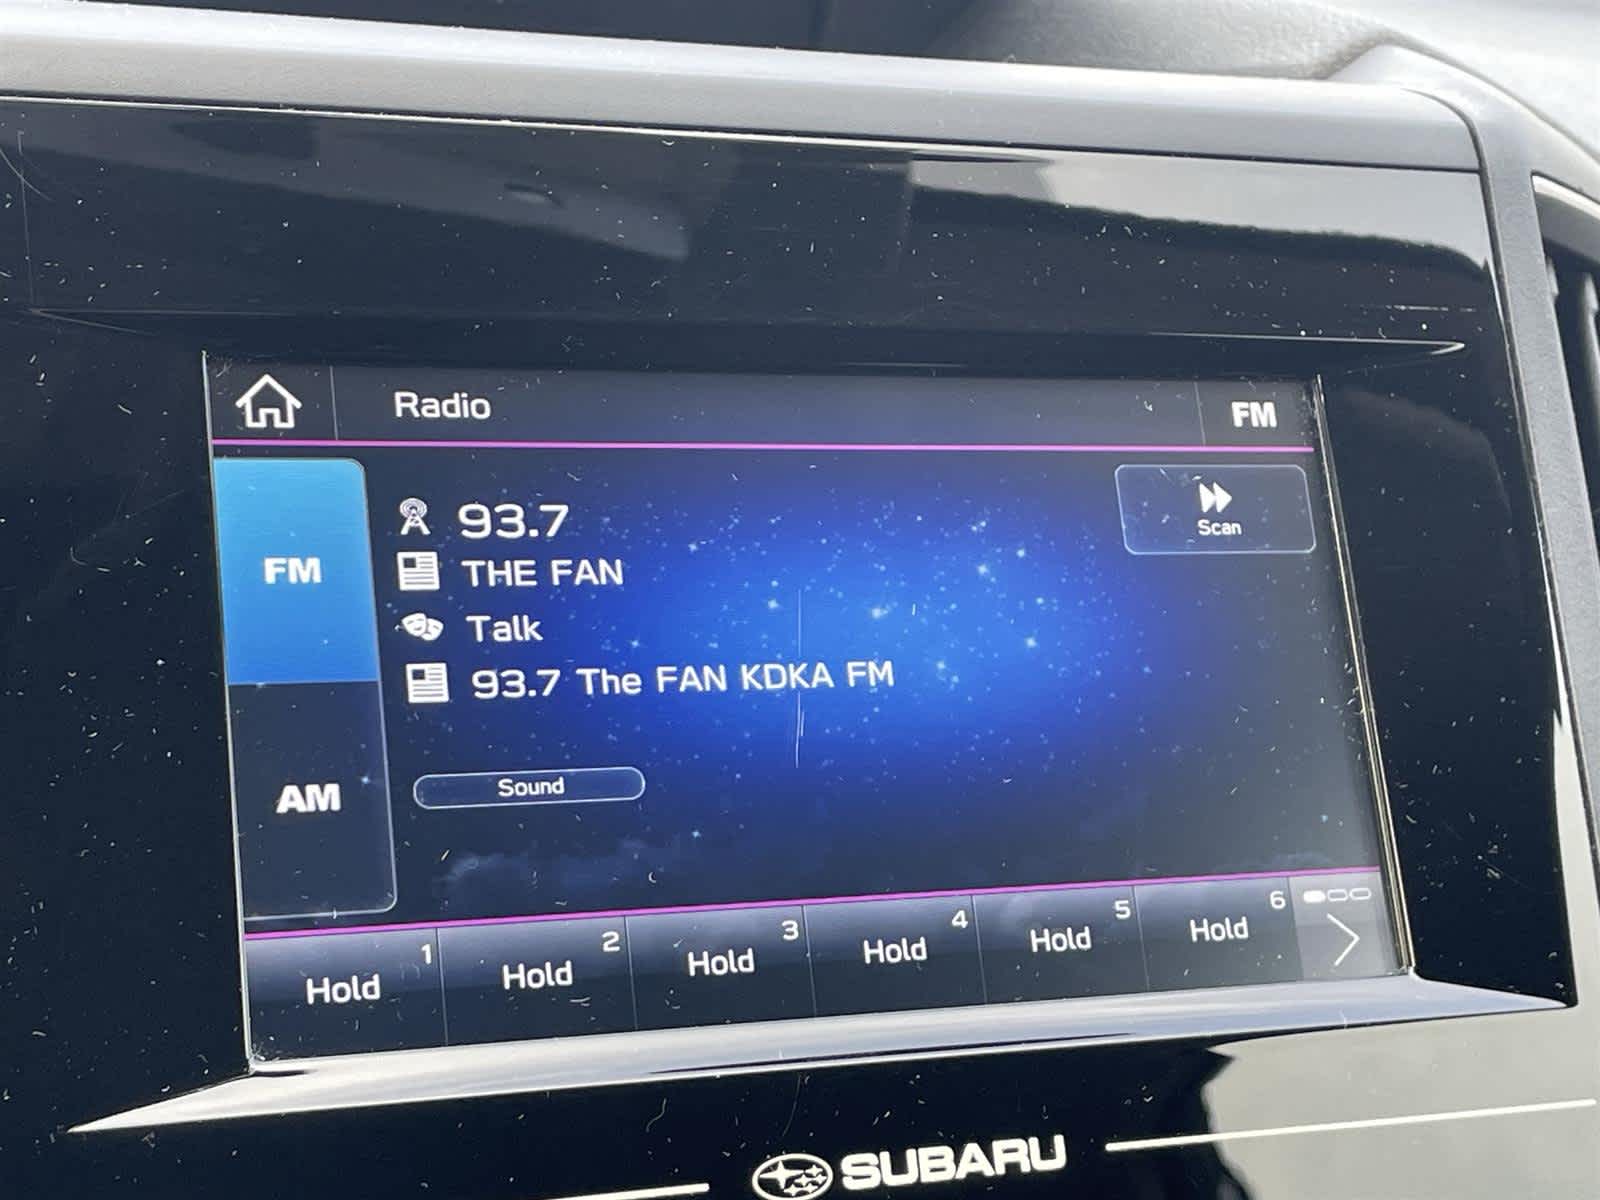 Radio
FM
93.7
Scan
THE FAN
FM
Talk
93.7 The FAN KDKA FM
Sound
AM
1
Hold
2
Hold
3
Hold
4
Hold
5
Hold
6
Hold
SUBARU